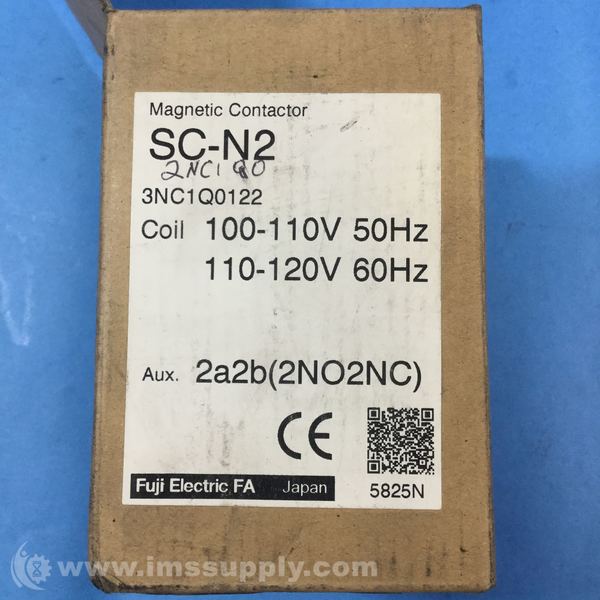 Magnetic Contactor
SC-N2
2NC1Q0
3NC1Q0122
Coil 100-110V 50Hz
110-120V 60Hz
Aux. 2a2b(2NO2NC)
CE
Fuji Electric FA Japan
5825N
www.imssupply.com